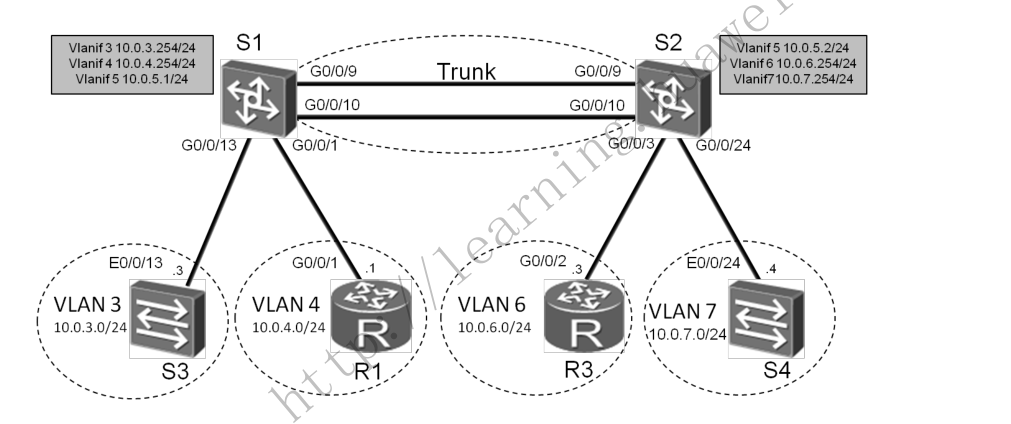 S1
S2
Vlanif 3 10.0.3.254/24
Vlanif 4 10.0.4.254/24
Vlanif 5 10.0.5.1/24
Vlanif 5 10.0.5.2/24
Vlanif 6 10.0.6.254/24
Vlanif7 10.0.7.254/24
G0/0/9
Trunk
G0/0/9
G0/0/10
G0/0/10
G0/0/13
G0/0/1
G0/0/3
G0/0/24
E0/0/13
.3
G0/0/1
.1
G0/0/2
.3
E0/0/24
.4
VLAN 3
10.0.3.0/24
VLAN 4
10.0.4.0/24
R
VLAN 6
10.0.6.0/24
R
VLAN 7
10.0.7.0/24
S3
R1
R3
S4